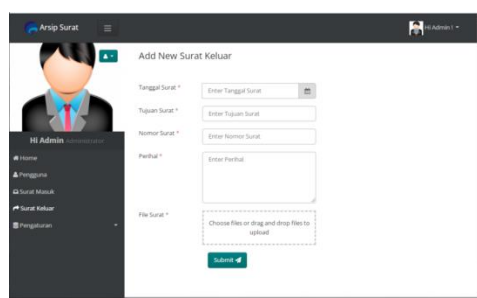 Arsip Surat
Hi Admin !
Add New Surat Keluar
Tanggal Surat *
Enter Tanggal Surat
Tujuan Surat *
Enter Tujuan Surat
Nomor Surat *
Enter Nomor Surat
Perihal *
Enter Perihal
File Surat *
Choose files or drag and drop files to
upload
Submit
Hi Admin Administrator
Home
Pengguna
Surat Masuk
Surat Keluar
Pengaturan